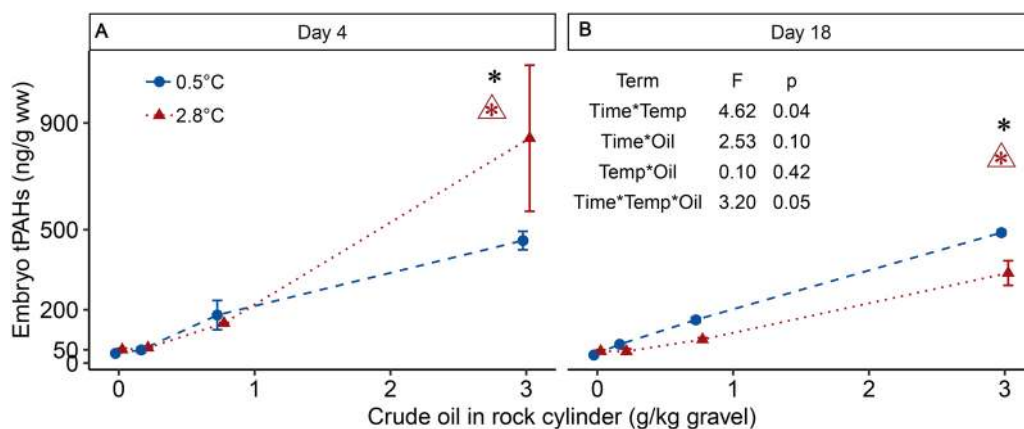 A Day 4
B Day 18
0.5°C
2.8°C
*
*
Term F p
Time*Temp 4.62 0.04
Time*Oil 2.53 0.10
Temp*Oil 0.10 0.42
Time*Temp*Oil 3.20 0.05
*
*
Embryo tPAHs (ng/g ww)
900
500
200
50
0
0 1 2 3
0 1 2 3
Crude oil in rock cylinder (g/kg gravel)